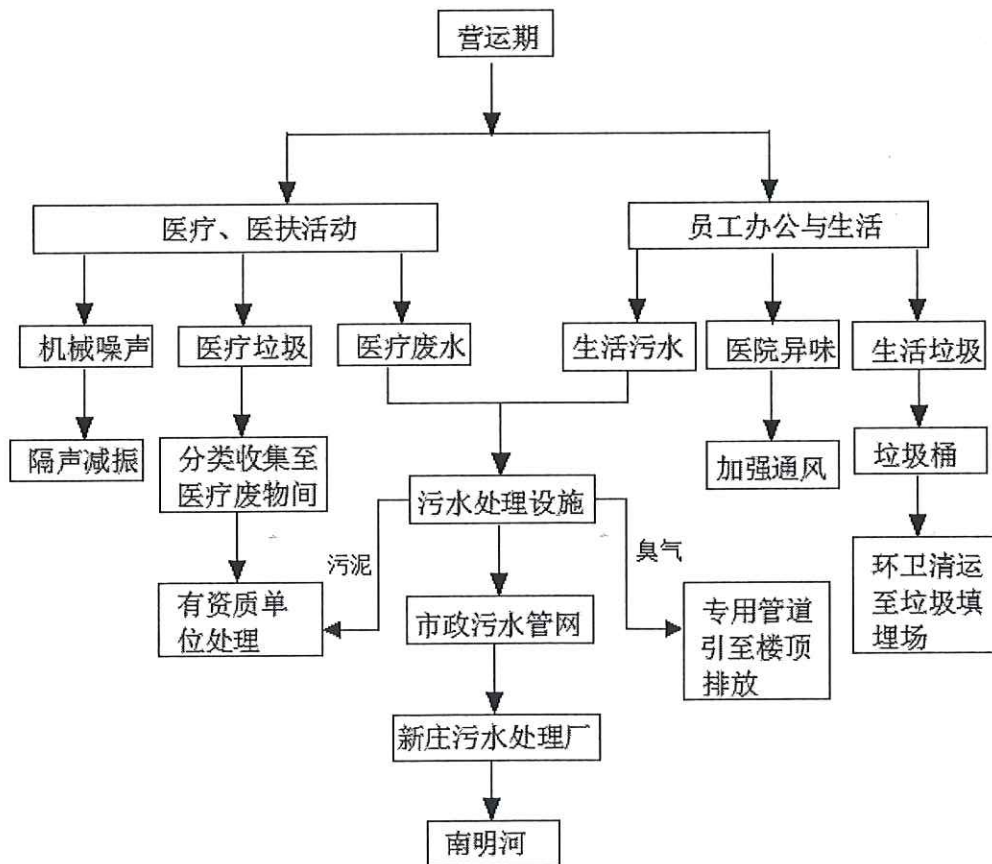 营运期
医疗、医扶活动
员工办公与生活
机械噪声
医疗垃圾
医疗废水
生活污水
医院异味
生活垃圾
隔声减振
分类收集至
医疗废物间
污水处理设施
加强通风
垃圾桶
污泥
臭气
有资质单
位处理
市政污水管网
专用管道
引至楼顶
排放
环卫清运
至垃圾填
埋场
新庄污水处理厂
南明河